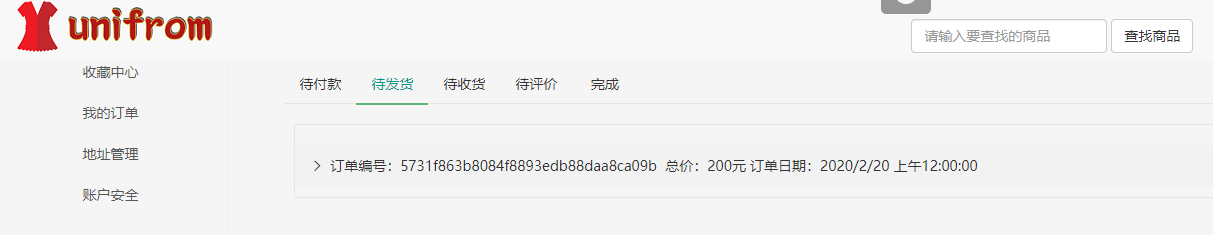 unifrom
请输入要查找的商品 查找商品
收藏中心
我的订单
地址管理
账户安全
待付款 待发货 待收货 待评价 完成
订单编号：5731f863b8084f8893edb88daa8ca09b 总价：200元 订单日期：2020/2/20 上午12:00:00